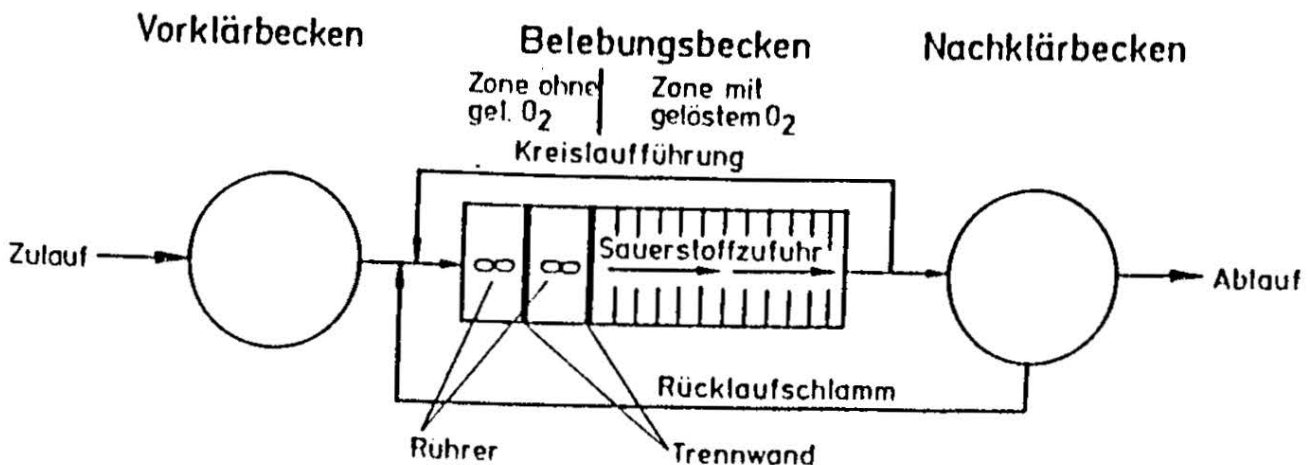 Vorklärbecken
Belebungsbecken
Nachklärbecken
Zone ohne
gel. O₂
Zone mit
gelöstem O₂
Kreislaufführung
Zulauf
Sauerstoffzufuhr
Ablauf
Rücklaufschlamm
Rührer
Trennwand